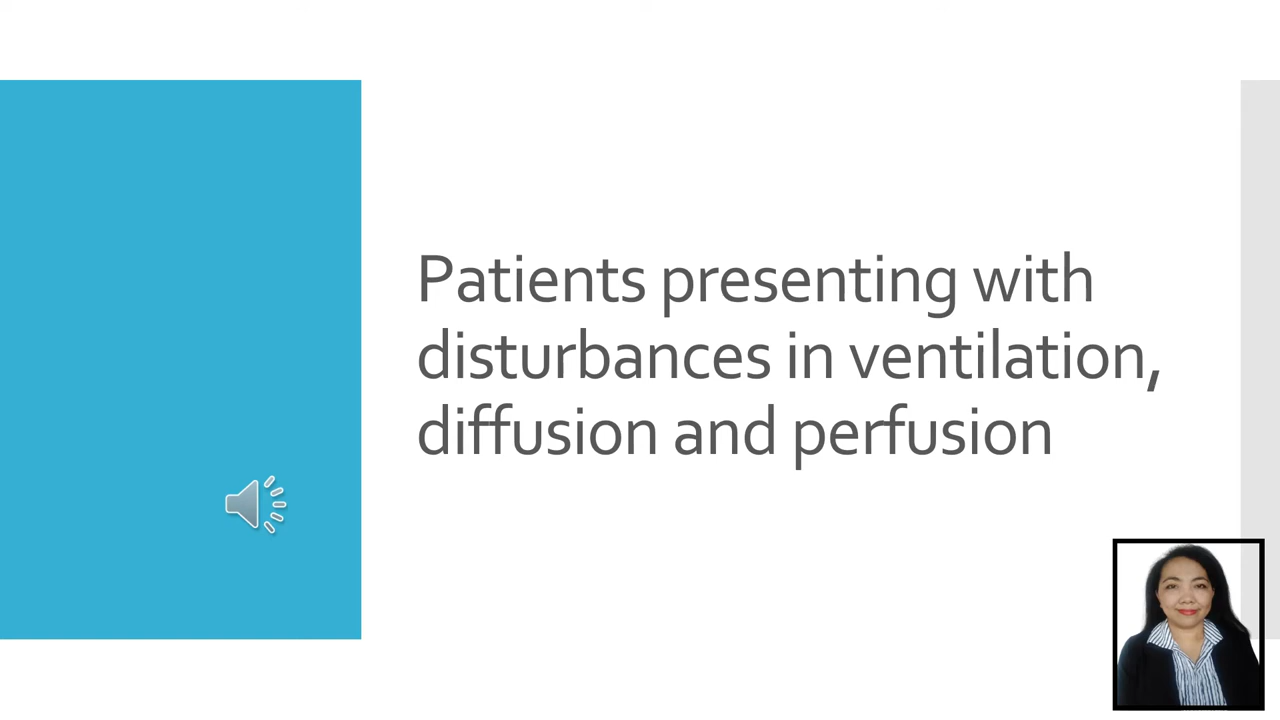 Patients presenting with
disturbances in ventilation,
diffusion and perfusion